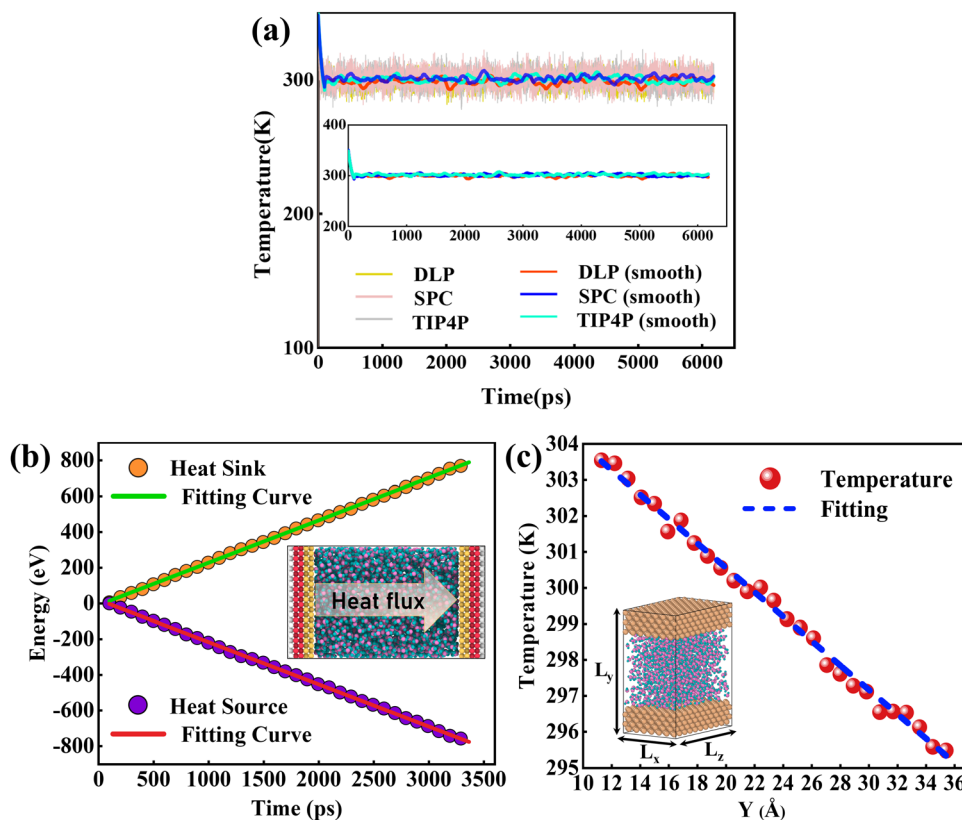 (a)
Temperature(K)
300
200
100
400
300
200
0 1000 2000 3000 4000 5000 6000
DLP DLP (smooth)
SPC SPC (smooth)
TIP4P TIP4P (smooth)
0 1000 2000 3000 4000 5000 6000
Time(ps)
(b)
Energy (eV)
800
600
400
200
0
-200
-400
-600
-800
Heat Sink
Fitting Curve
Heat flux
Heat Source
Fitting Curve
0 500 1000 1500 2000 2500 3000 3500
Time (ps)
(c)
Temperature (K)
304
303
302
301
300
299
298
297
296
295
Temperature
Fitting
Ly
Lx
Lz
10 12 14 16 18 20 22 24 26 28 30 32 34 36
Y (Å)